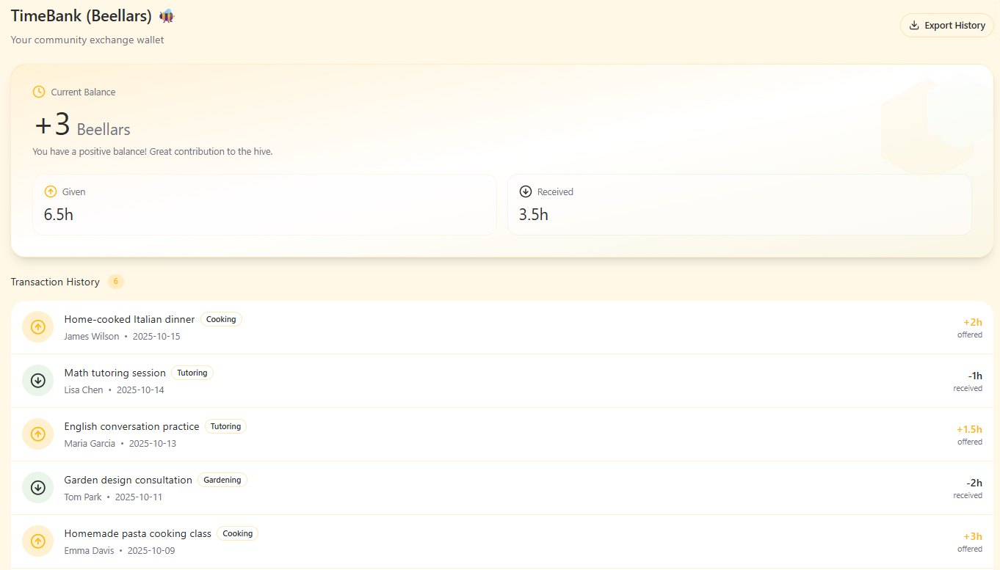 TimeBank (Beellars)
Your community exchange wallet
Export History
Current Balance
+3 Beellars
You have a positive balance! Great contribution to the hive.
Given
6.5h
Received
3.5h
Transaction History 6
Home-cooked Italian dinner Cooking
James Wilson • 2025-10-15
+2h
offered
Math tutoring session Tutoring
Lisa Chen • 2025-10-14
-1h
received
English conversation practice Tutoring
Maria Garcia • 2025-10-13
+1.5h
offered
Garden design consultation Gardening
Tom Park • 2025-10-11
-2h
received
Homemade pasta cooking class Cooking
Emma Davis • 2025-10-09
+3h
offered